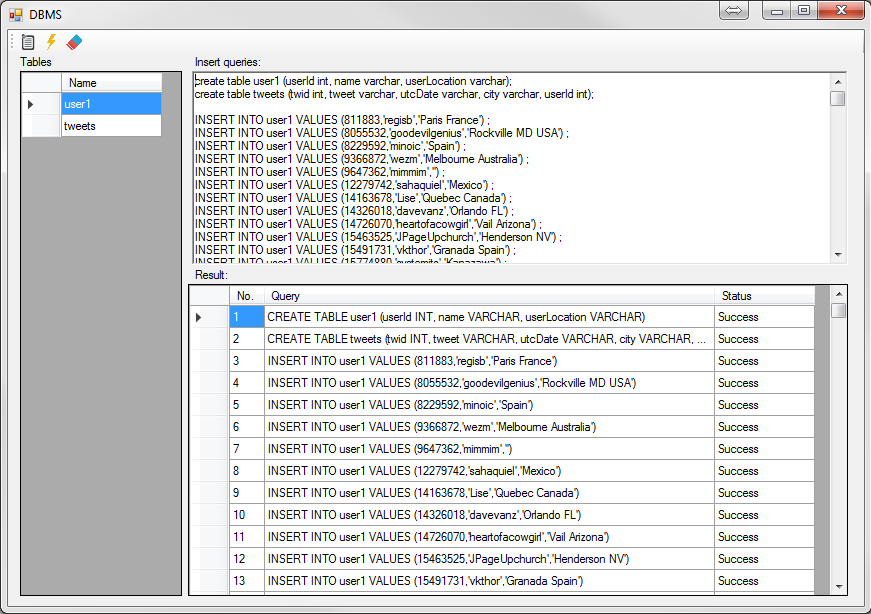 DBMS
Tables
Name
user1
tweets
Insert queries:
create table user1 (userId int, name varchar, userLocation varchar);
create table tweets (twid int, tweet varchar, utcDate varchar, city varchar, userId int);
INSERT INTO user1 VALUES (811883,'regisb','Paris France') ;
INSERT INTO user1 VALUES (8055532,'goodevilgenius','Rockville MD USA') ;
INSERT INTO user1 VALUES (8229592,'minoic','Spain') ;
INSERT INTO user1 VALUES (9366872,'wezm','Melbourne Australia') ;
INSERT INTO user1 VALUES (9647362,'mimmim','') ;
INSERT INTO user1 VALUES (12279742,'sahaquiel','Mexico') ;
INSERT INTO user1 VALUES (14163678,'Lise','Quebec Canada') ;
INSERT INTO user1 VALUES (14326018,'davevanz','Orlando FL') ;
INSERT INTO user1 VALUES (14726070,'heartofacowgirl','Vail Arizona') ;
INSERT INTO user1 VALUES (15463525,'JPageUpchurch','Henderson NV') ;
INSERT INTO user1 VALUES (15491731,'vkthor','Granada Spain') ;
INSERT INTO user1 VALUES (15774880,'systemite','Kanazawa') ;
Result:
No. Query Status
1 CREATE TABLE user1 (userId INT, name VARCHAR, userLocation VARCHAR) Success
2 CREATE TABLE tweets (twid INT, tweet VARCHAR, utcDate VARCHAR, city VARCHAR, ... Success
3 INSERT INTO user1 VALUES (811883,'regisb','Paris France') Success
4 INSERT INTO user1 VALUES (8055532,'goodevilgenius','Rockville MD USA') Success
5 INSERT INTO user1 VALUES (8229592,'minoic','Spain') Success
6 INSERT INTO user1 VALUES (9366872,'wezm','Melbourne Australia') Success
7 INSERT INTO user1 VALUES (9647362,'mimmim','') Success
8 INSERT INTO user1 VALUES (12279742,'sahaquiel','Mexico') Success
9 INSERT INTO user1 VALUES (14163678,'Lise','Quebec Canada') Success
10 INSERT INTO user1 VALUES (14326018,'davevanz','Orlando FL') Success
11 INSERT INTO user1 VALUES (14726070,'heartofacowgirl','Vail Arizona') Success
12 INSERT INTO user1 VALUES (15463525,'JPageUpchurch','Henderson NV') Success
13 INSERT INTO user1 VALUES (15491731,'vkthor','Granada Spain') Success